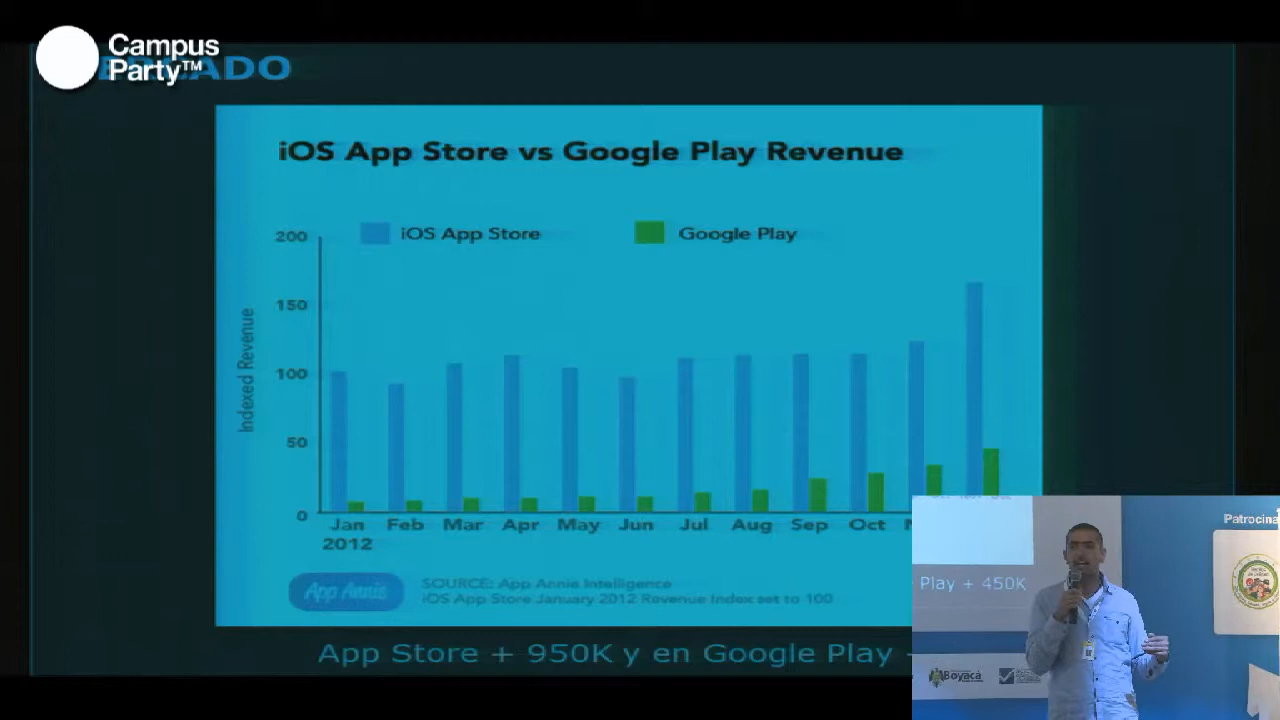 Campus
Party™
CADO
iOS App Store vs Google Play Revenue
iOS App Store
Google Play
200
150
100
50
0
Indexed Revenue
Jan
Feb
Mar
Apr
May
Jun
Jul
Aug
Sep
Oct
N
2012
App Annie
SOURCE: App Annie Intelligence
iOS App Store January 2012 Revenue Index set to 100
App Store + 950K y en Google Play
Patrocina
Play + 450K
Boyacá